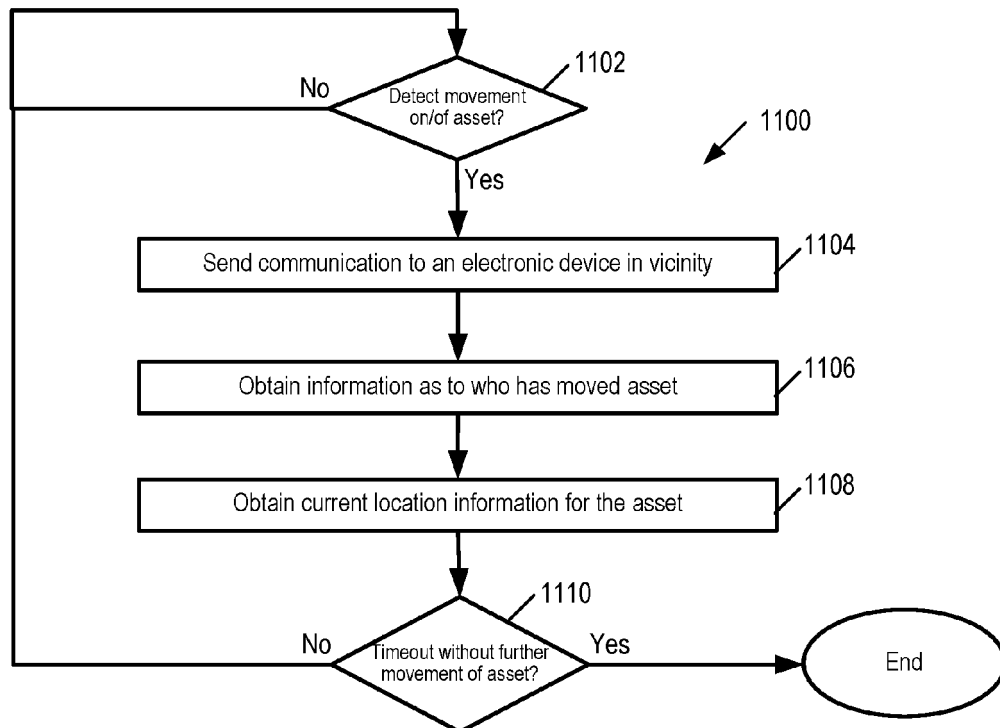 1102
No
Detect movement
on/of asset?
1100
Yes
Send communication to an electronic device in vicinity
1104
Obtain information as to who has moved asset
1106
Obtain current location information for the asset
1108
1110
No
Timeout without further
movement of asset?
Yes
End